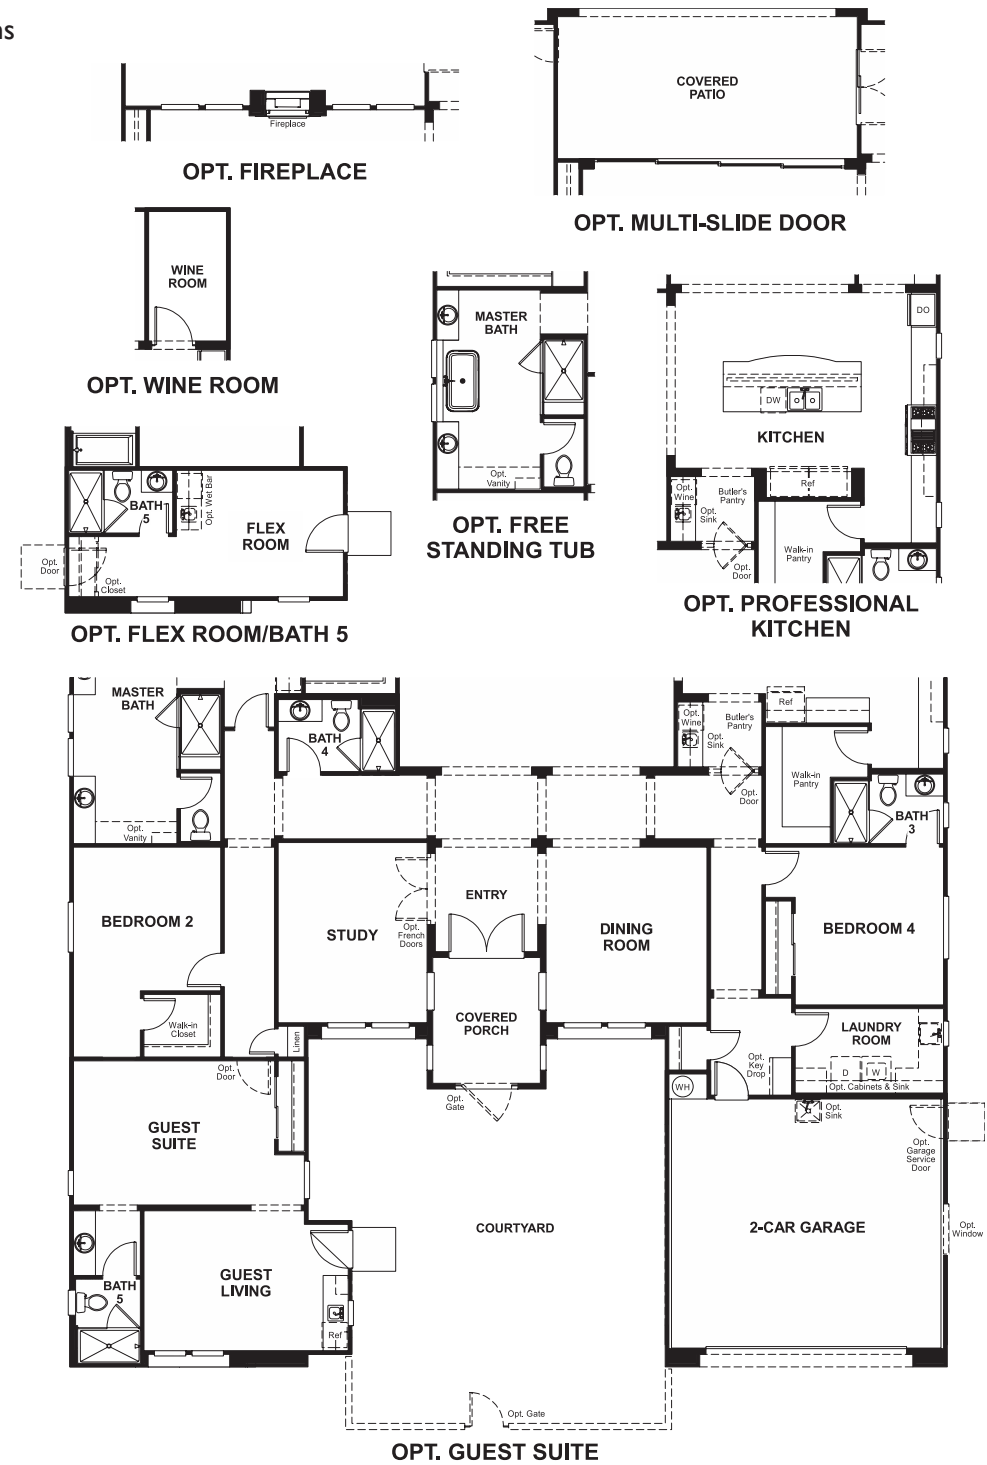 COVERED
PATIO
Fireplace
OPT. FIREPLACE
OPT. MULTI-SLIDE DOOR
WINE
ROOM
OPT. WINE ROOM
MASTER
BATH
Opt.
Vanity
OPT. FREE
STANDING TUB
DO
DW
KITCHEN
Ref
Opt.
Wine
Butler's
Pantry
Opt.
Sink
Opt.
Door
Walk-in
Pantry
OPT. PROFESSIONAL
KITCHEN
BATH
5
Opt. Wet Bar
FLEX
ROOM
Opt.
Door
Opt.
Closet
OPT. FLEX ROOM/BATH 5
MASTER
BATH
Opt.
Vanity
BATH
4
Opt.
Wine
Butler's
Pantry
Opt.
Sink
Opt.
Door
Ref
Walk-in
Pantry
BATH
3
BEDROOM 2
Walk-in
Closet
STUDY
Opt.
French
Doors
ENTRY
DINING
ROOM
BEDROOM 4
COVERED
PORCH
Linen
LAUNDRY
ROOM
D
W
Opt. Cabinets & Sink
Opt.
Key
Drop
WH
Opt.
Door
Opt.
Gate
Opt.
Sink
GUEST
SUITE
Opt.
Garage
Service
Door
COURTYARD
2-CAR GARAGE
Opt.
Window
GUEST
LIVING
BATH
5
Ref
Opt. Gate
OPT. GUEST SUITE